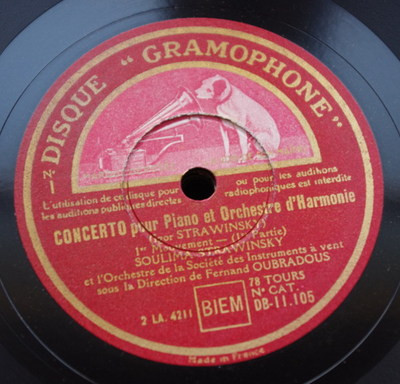 DISQUE "GRAMOPHONE"
N° 1
L'utilisation de ce disque pour les auditions publiques directes
ou pour les auditions radiophoniques est interdite
CONCERTO pour Piano et Orchestre d'Harmonie
Igor STRAWINSKY
1er Mouvement — (1re Partie)
SOULIMA STRAWINSKY
et l'Orchestre de la Société des Instruments à vent
sous la Direction de Fernand OUBRADOUS
2 LA. 4211
BIEM
78 TOURS
N° CAT.
DB-11.105
Made in France